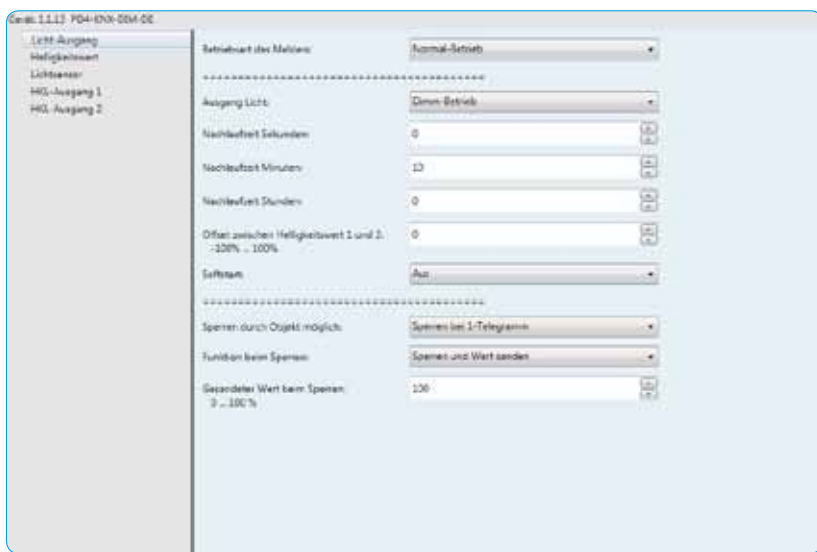 Gerät: 1.1.13 PD4-KNX-DIM-DE
Licht-Ausgang
Helligkeitswert
Lichtsensor
HKL-Ausgang 1
HKL-Ausgang 2
Betriebsart des Melders: Normal-Betrieb
Ausgang Licht: Dimm-Betrieb
Nachlaufzeit Sekunden: 0
Nachlaufzeit Minuten: 10
Nachlaufzeit Stunden: 0
Offset zwischen Helligkeitswert 1 und 2: 0
-100% .. 100%
Softstart: Aus
Sperren durch Objekt möglich: Sperren bei 1-Telegramm
Funktion beim Sperren: Sperren und Wert senden
Gesendeter Wert beim Sperren: 100
0 .. 100 %